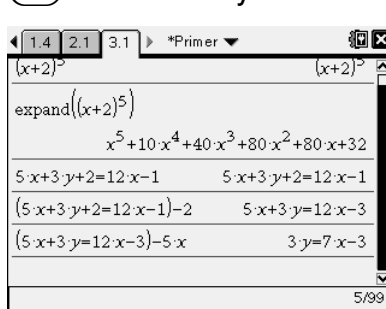 1.4 2.1 3.1 *Primer
(x+2)^5 (x+2)^5
expand((x+2)^5)
x^5+10·x^4+40·x^3+80·x^2+80·x+32
5·x+3·y+2=12·x-1 5·x+3·y+2=12·x-1
(5·x+3·y+2=12·x-1)-2 5·x+3·y=12·x-3
(5·x+3·y=12·x-3)-5·x 3·y=7·x-3
5/99